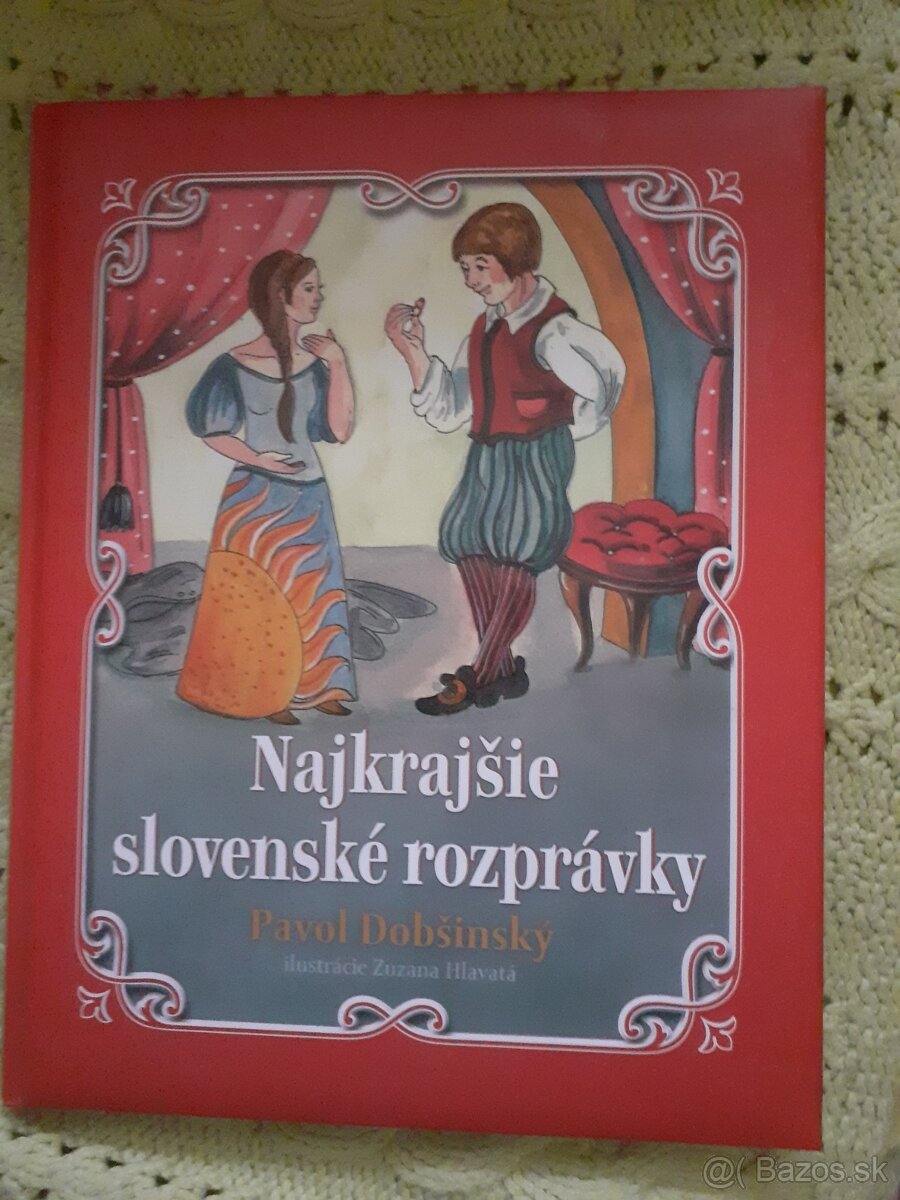 Najkrajšie
slovenské rozprávky
Pavol Dobšinský
ilustrácie Zuzana Hlavatá
@( Bazos.sk